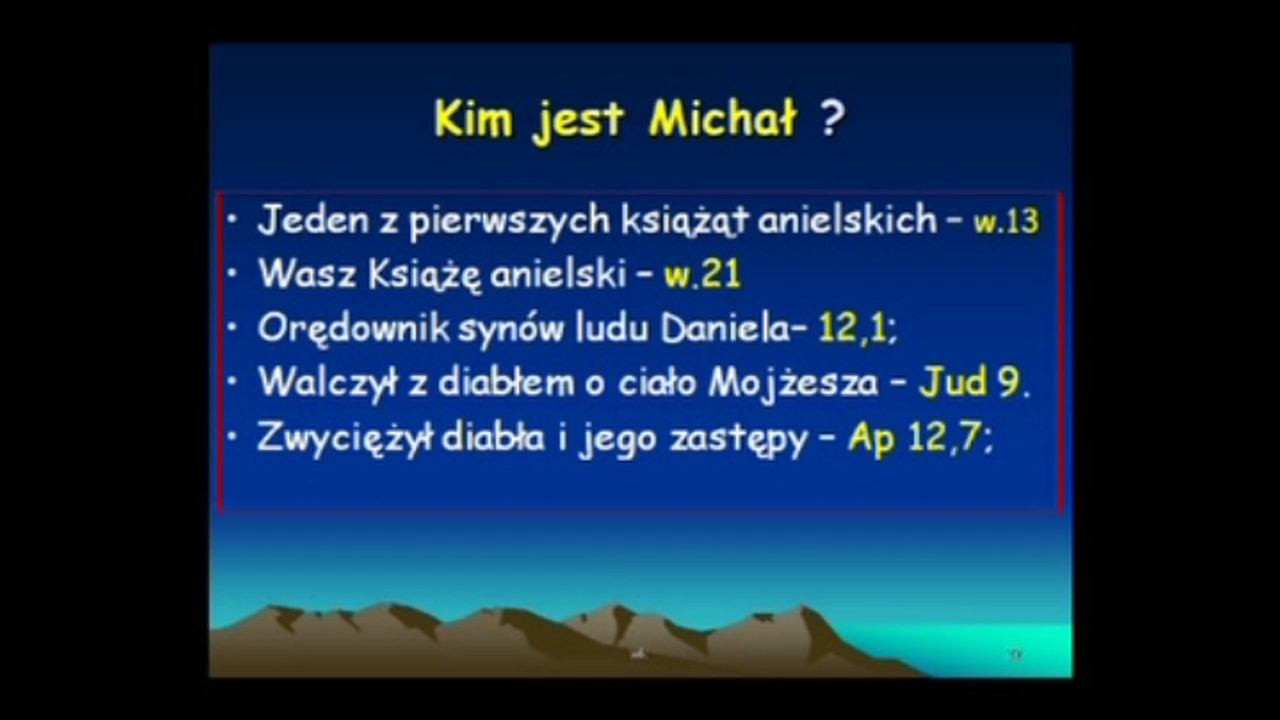 Kim jest Michał ?
• Jeden z pierwszych książąt anielskich – w.13
• Wasz Książę anielski – w.21
• Orędownik synów ludu Daniela– 12,1;
• Walczył z diabłem o ciało Mojżesza – Jud 9.
• Zwyciężył diabła i jego zastępy – Ap 12,7;